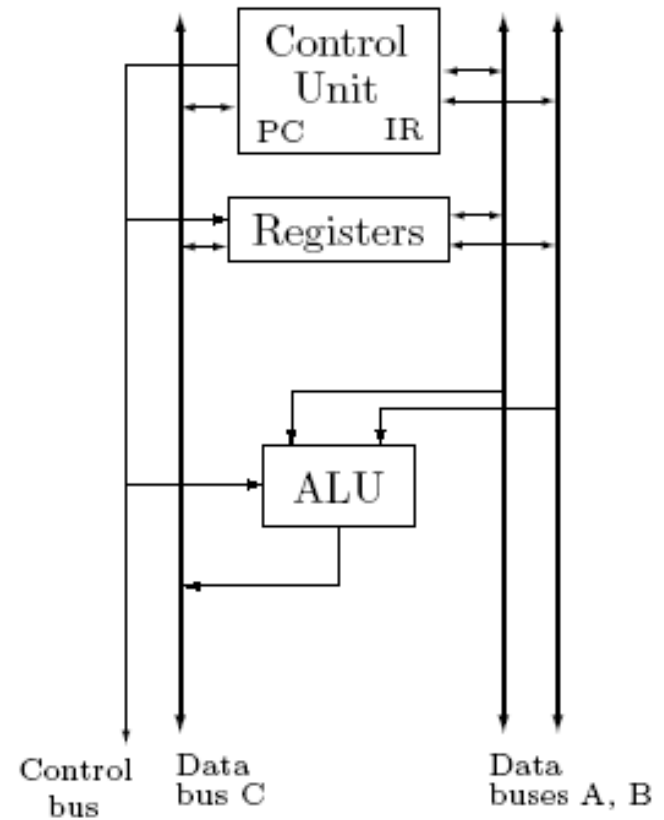 Control
Unit
PC IR
Registers
ALU
Control
bus
Data
bus C
Data
buses A, B